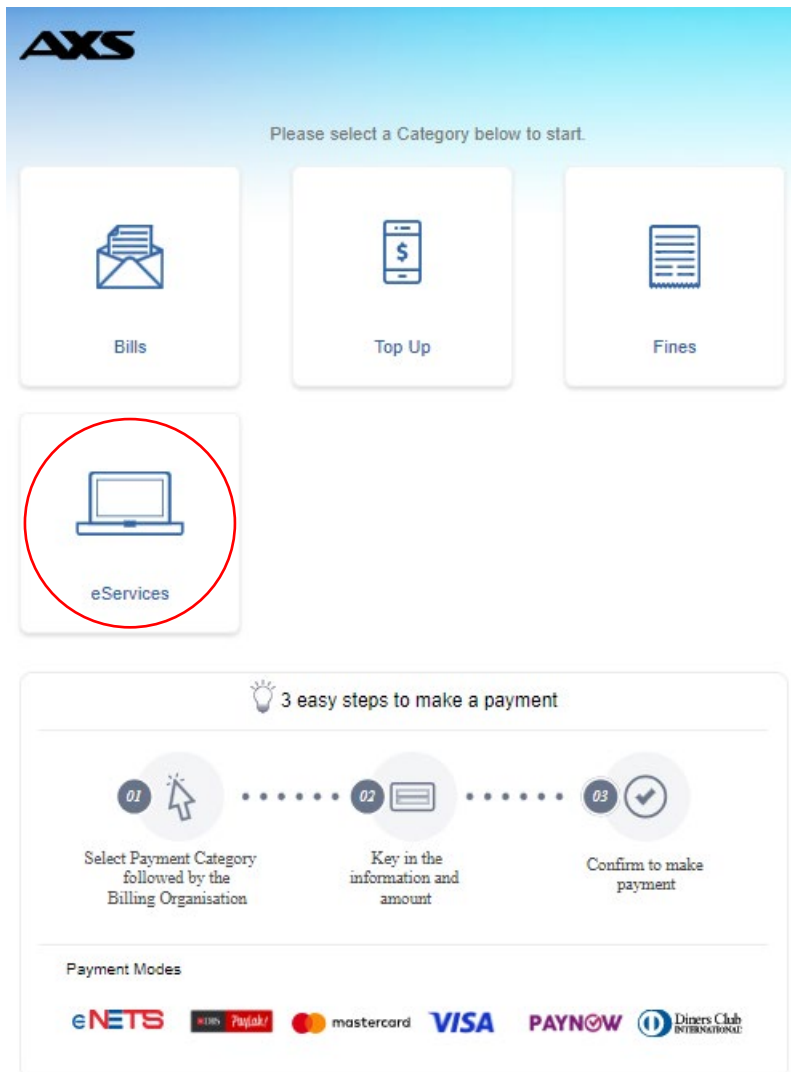 AXS
Please select a Category below to start.
Bills
Top Up
Fines
eServices
3 easy steps to make a payment
01
02
03
Select Payment Category
followed by the
Billing Organisation
Key in the
information and
amount
Confirm to make
payment
Payment Modes
eNETS
DBS PayLah!
mastercard
VISA
PAYNOW
Diners Club
INTERNATIONAL